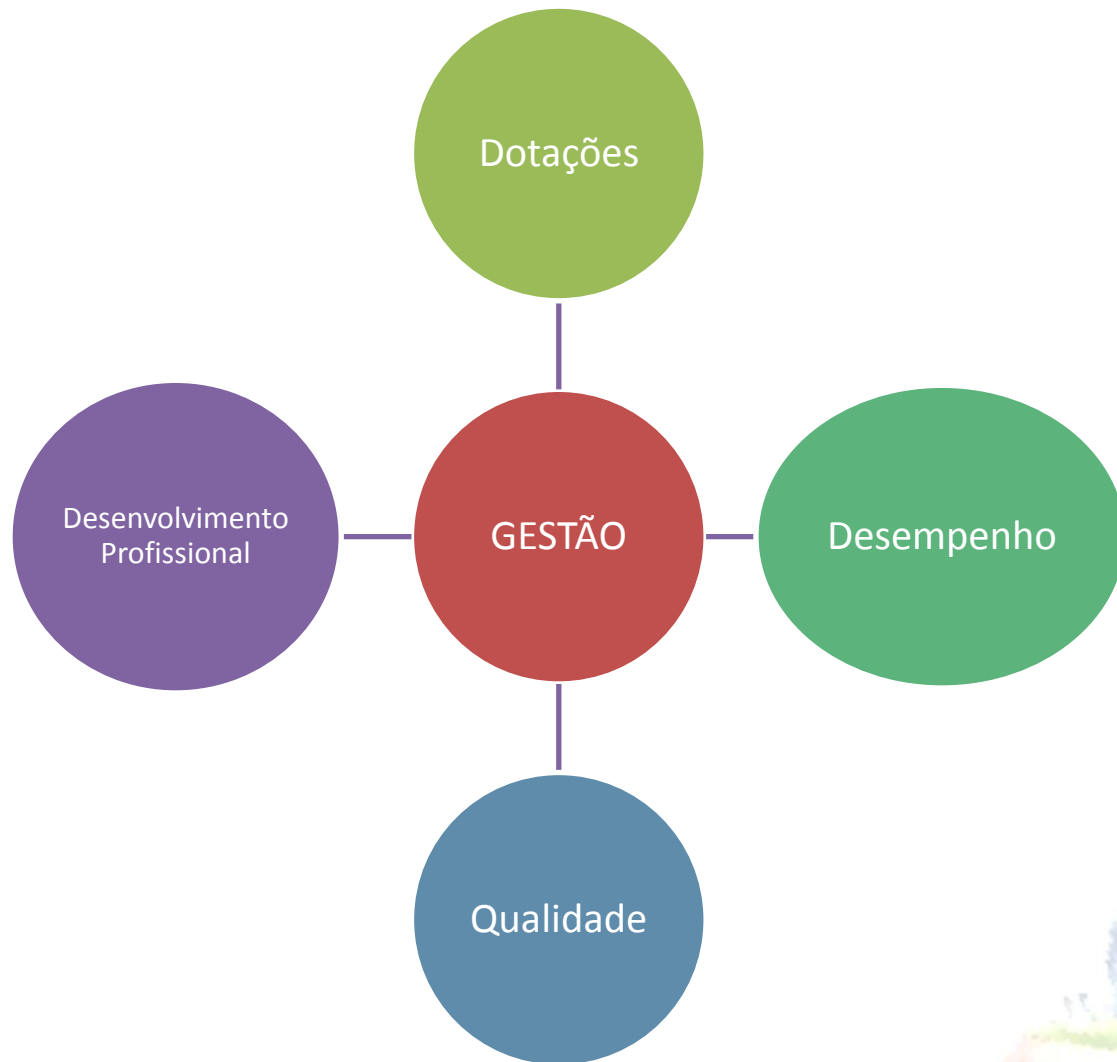 Dotações
Desenvolvimento
Profissional
GESTÃO
Desempenho
Qualidade